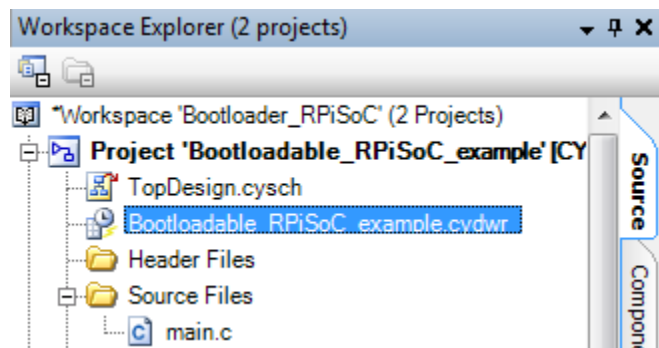 Workspace Explorer (2 projects)
*Workspace 'Bootloader_RPiSoC' (2 Projects)
Project 'Bootloadable_RPiSoC_example' [CY
TopDesign.cysch
Bootloadable_RPiSoC_example.cydwr
Header Files
Source Files
main.c
Source
Compon